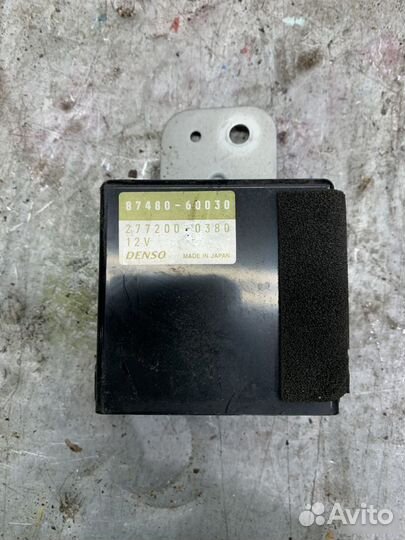 87480-60030
277200-0380
12V
DENSO MADE IN JAPAN
Avito